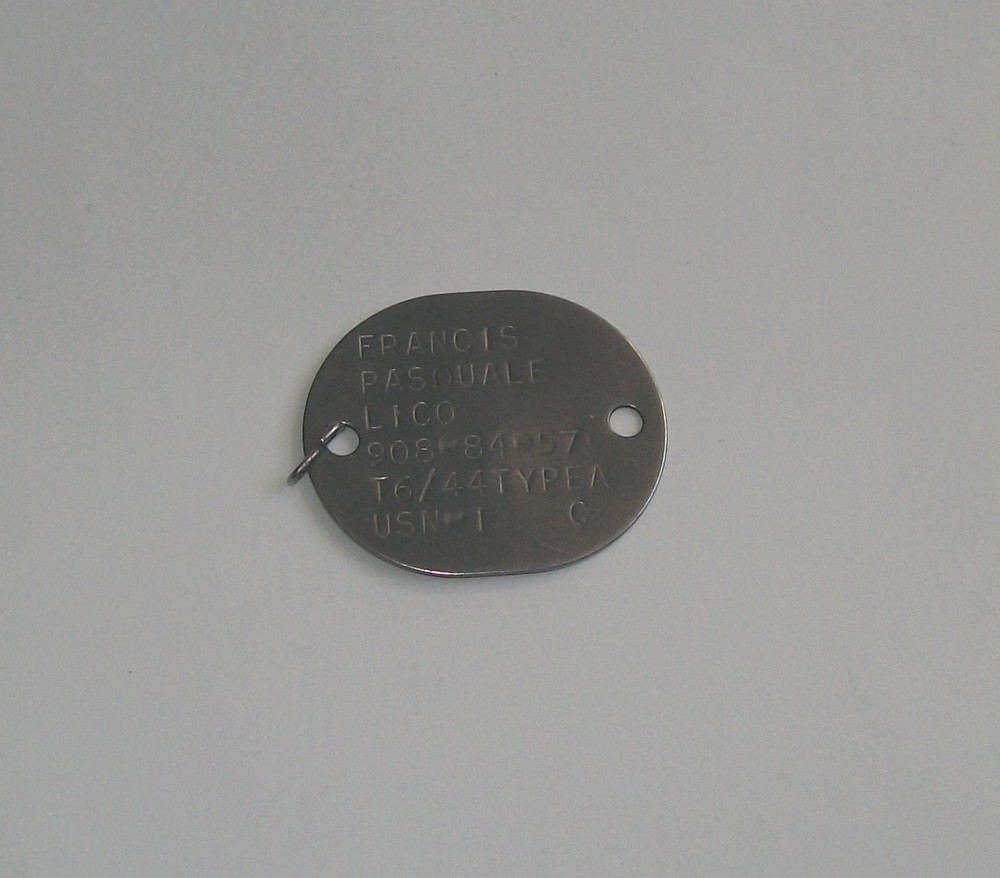 FRANCIS
PASQUALE
LICO
908-84-57
T6/44TYPEA
USN-I C